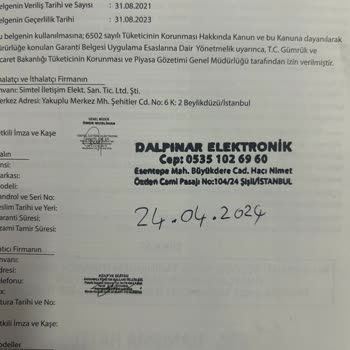 elgenin Veriliş Tarihi ve Sayısı : 31.08.2021
elgenin Geçerlilik Tarihi : 31.08.2023
u belgenin kullanılmasına; 6502 sayılı Tüketicinin Korunması Hakkında Kanun ve bu Kanuna dayanılarak
ürürlüğe konulan Garanti Belgesi Uygulama Esaslarına Dair Yönetmelik uyarınca, T.C. Gümrük ve
caret Bakanlığı Tüketicinin Korunması ve Piyasa Gözetimi Genel Müdürlüğü tarafından izin verilmiştir.
halatçı ve İthalatçı Firmanın
nvanı: Simtel İletişim Elekt. San. Tic. Ltd. Şti.
erkez Adresi: Yakuplu Merkez Mh. Şehitler Cd. No: 6 K: 2 Beylikdüzü/İstanbul
GENEL MÜDÜR
tkili İmza ve Kaşe
DALPINAR ELEKTRONİK
Cep: 0535 102 69 60
Esentepe Mah. Büyükdere Cad. Hacı Nimet
Özden Cami Pasajı No:104/24 Şişli/İSTANBUL
alın
nsi:
arkası:
odeli:
androl ve Seri No:
slim Tarihi ve Yeri:
24.04.2024
aranti Süresi:
zami Tamir Süresi:
tıcı Firmanın
nvanı:
dresi:
lefonu:
x:
tura Tarihi ve No:
tkili İmza ve Kaşe:
odeller